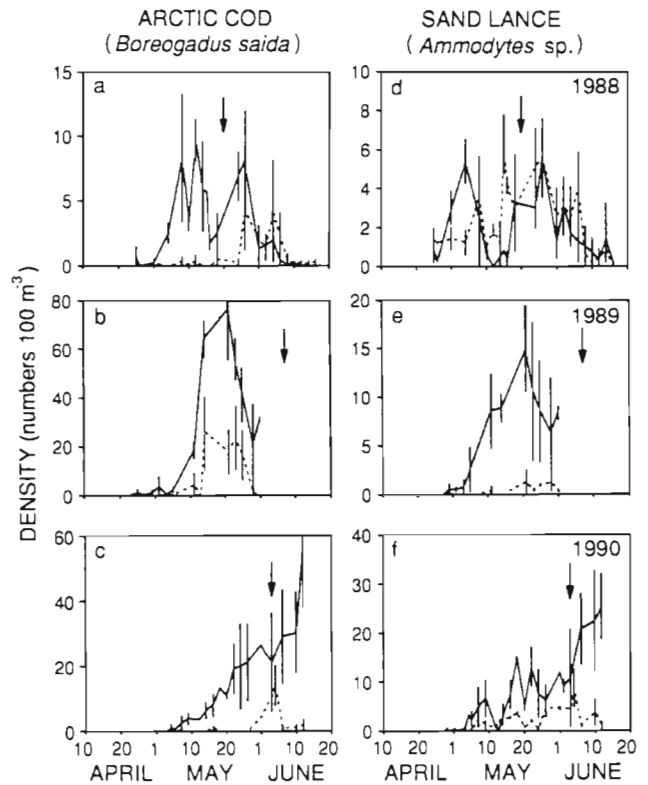 ARCTIC COD
(Boreogadus saida)
SAND LANCE
(Ammodytes sp.)
DENSITY (numbers 100 m-3)
a
15
10
5
0
d
1988
10
8
6
4
2
0
b
80
60
40
20
0
e
1989
20
15
10
5
0
c
60
40
20
0
f
1990
40
30
20
10
0
10 20 1 10 20 1 10 20
APRIL MAY JUNE
10 20 1 10 20 1 10 20
APRIL MAY JUNE